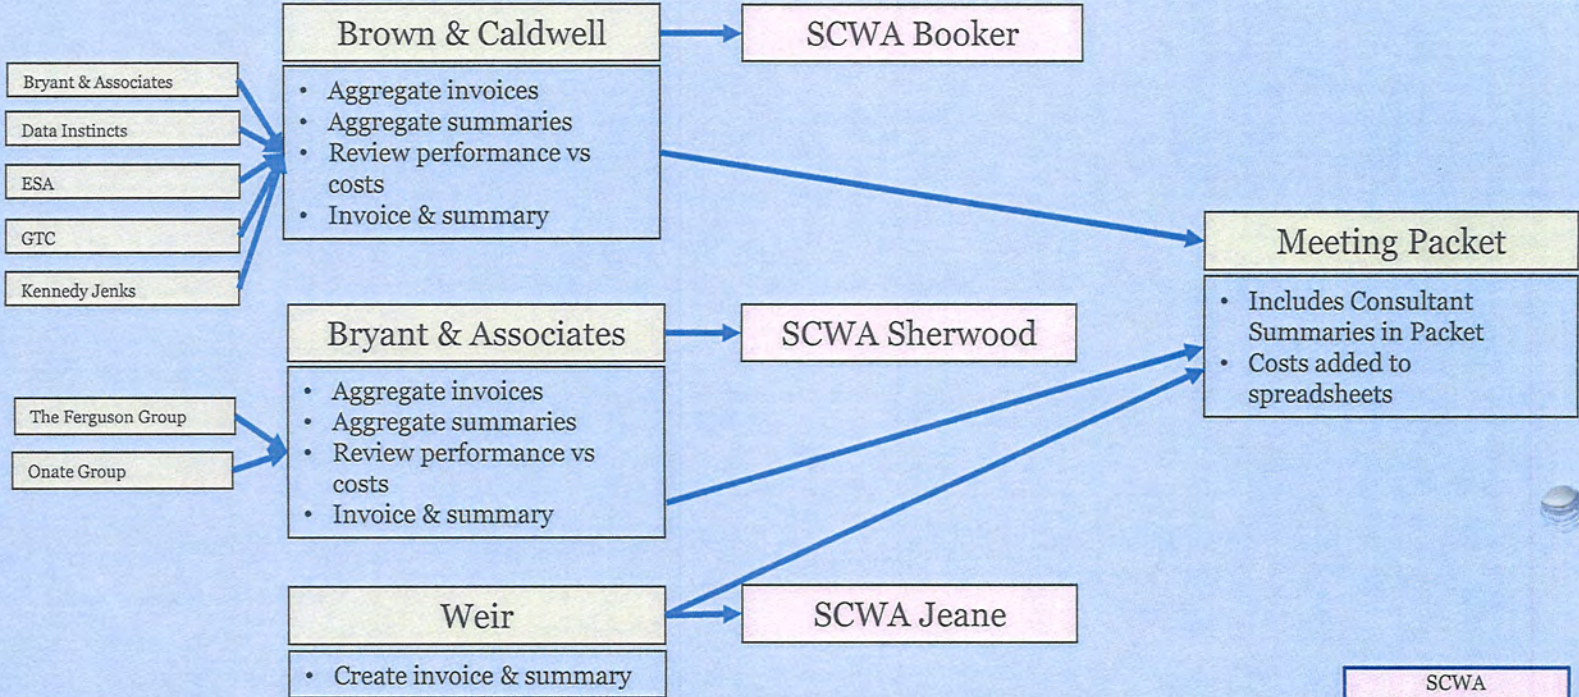 Brown & Caldwell
SCWA Booker
Bryant & Associates
Data Instincts
ESA
GTC
Kennedy Jenks
• Aggregate invoices
• Aggregate summaries
• Review performance vs
costs
• Invoice & summary
Meeting Packet
• Includes Consultant
Summaries in Packet
• Costs added to
spreadsheets
Bryant & Associates
SCWA Sherwood
The Ferguson Group
Onate Group
• Aggregate invoices
• Aggregate summaries
• Review performance vs
costs
• Invoice & summary
Weir
SCWA Jeane
• Create invoice & summary
SCWA